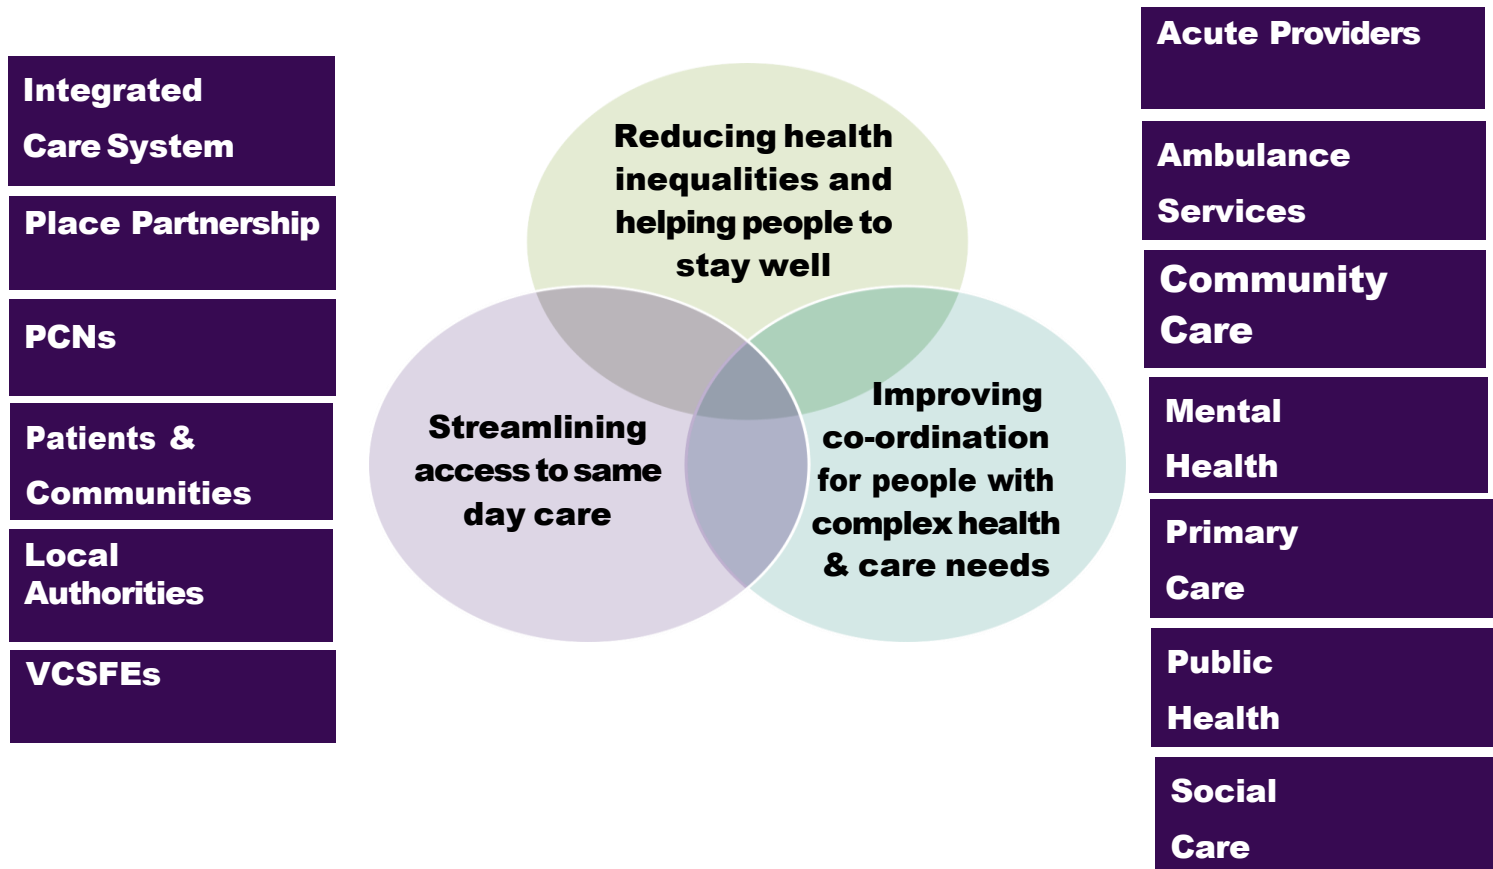 Integrated
Care System
Place Partnership
PCNs
Patients &
Communities
Local
Authorities
VCSFEs
Reducing health
inequalities and
helping people to
stay well
Streamlining
access to same
day care
Improving
co-ordination
for people with
complex health
& care needs
Acute Providers
Ambulance
Services
Community
Care
Mental
Health
Primary
Care
Public
Health
Social
Care